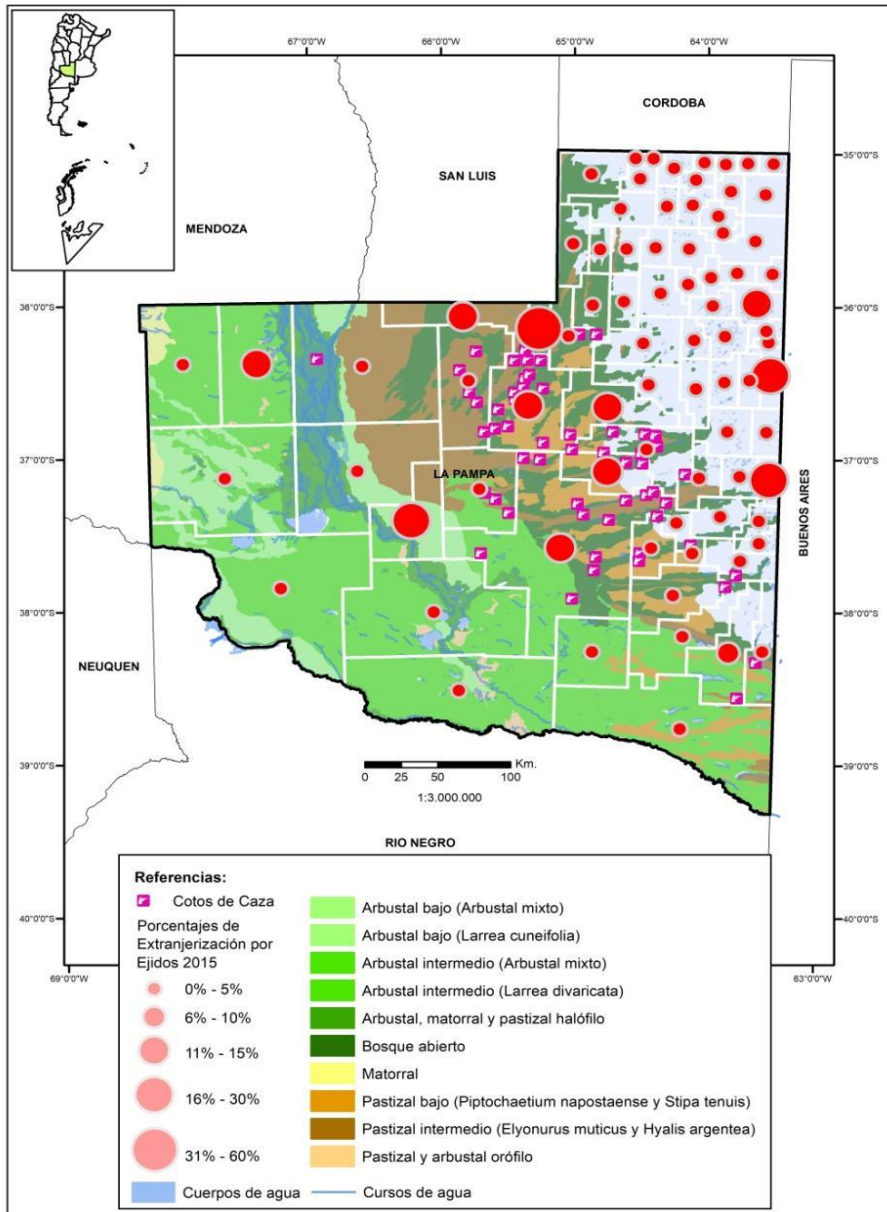 67°0'0"W 66°0'0"W 65°0'0"W 64°0'0"W
CORDOBA
35°0'0"S 35°0'0"S
SAN LUIS
MENDOZA
36°0'0"S 36°0'0"S
37°0'0"S 37°0'0"S
LA PAMPA
BUENOS AIRES
38°0'0"S 38°0'0"S
NEUQUEN
39°0'0"S 39°0'0"S
Km.
0 25 50 100
1:3.000.000
RIO NEGRO
Referencias:
Cotos de Caza
Porcentajes de
Extranjerización por
Ejidos 2015
0% - 5%
6% - 10%
11% - 15%
16% - 30%
31% - 60%
Cuerpos de agua
Arbustal bajo (Arbustal mixto)
Arbustal bajo (Larrea cuneifolia)
Arbustal intermedio (Arbustal mixto)
Arbustal intermedio (Larrea divaricata)
Arbustal, matorral y pastizal halófilo
Bosque abierto
Matorral
Pastizal bajo (Piptochaetium napostaense y Stipa tenuis)
Pastizal intermedio (Elyonurus muticus y Hyalis argentea)
Pastizal y arbustal orófilo
Cursos de agua
40°0'0"S 40°0'0"S
69°0'0"W 63°0'0"W